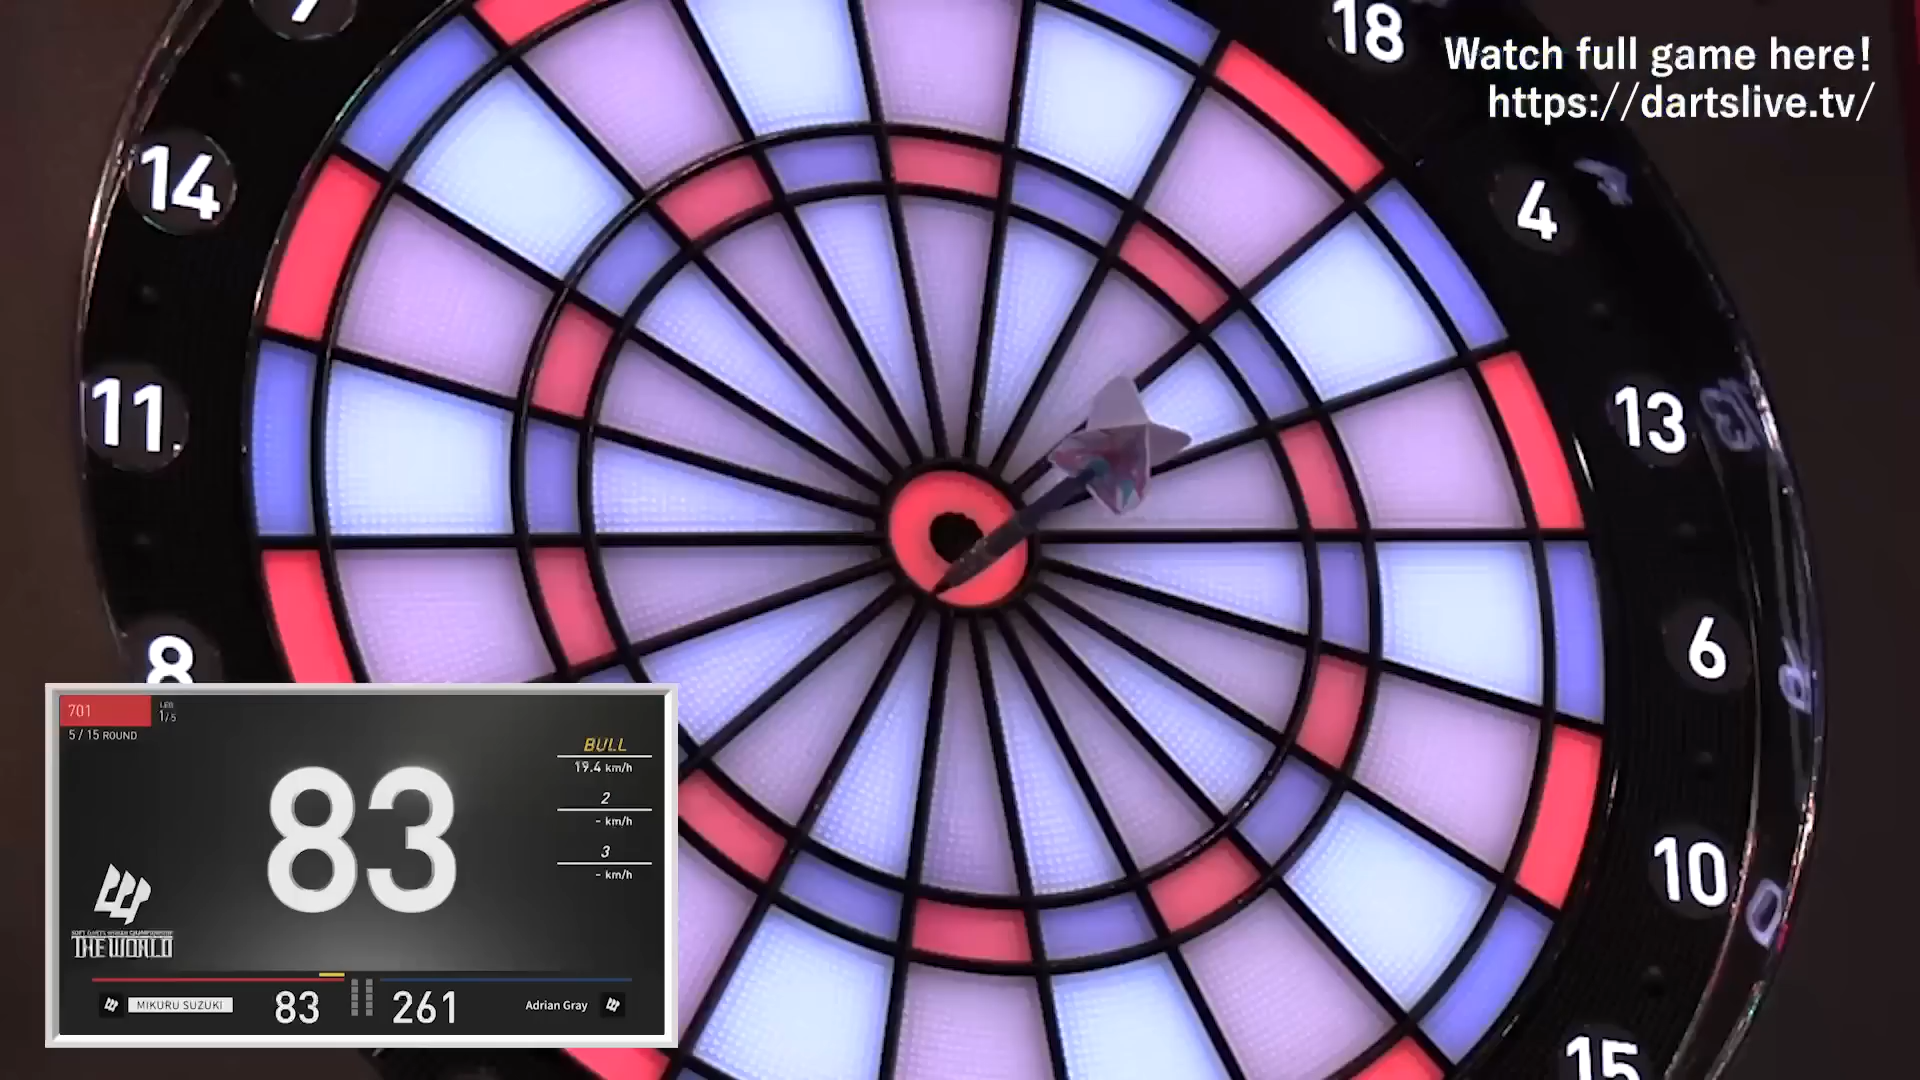 18
Watch full game here!
https://dartslive.tv/
14
4
11
13
8
6
10
15
701
LEG
1/5
5 / 15 ROUND
83
BULL
19.4 km/h
2
- km/h
3
- km/h
THE WORLD
MIKURU SUZUKI
83
261
Adrian Gray